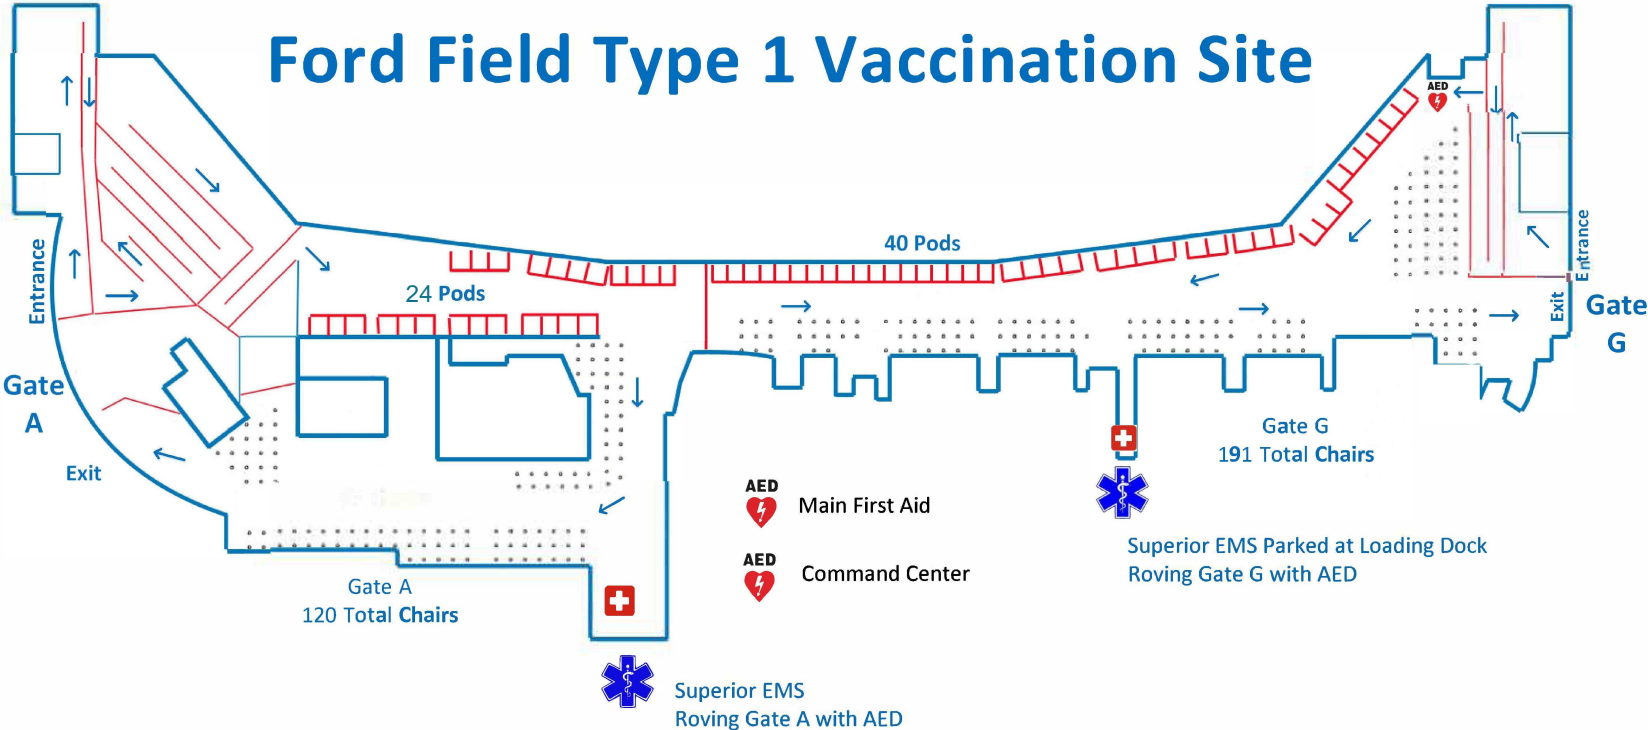 Ford Field Type 1 Vaccination Site
AED
40 Pods
24 Pods
Entrance
Entrance
Exit
Gate
G
Gate
A
Exit
Gate G
191 Total Chairs
AED
Main First Aid
AED
Command Center
Superior EMS Parked at Loading Dock
Roving Gate G with AED
Gate A
120 Total Chairs
Superior EMS
Roving Gate A with AED